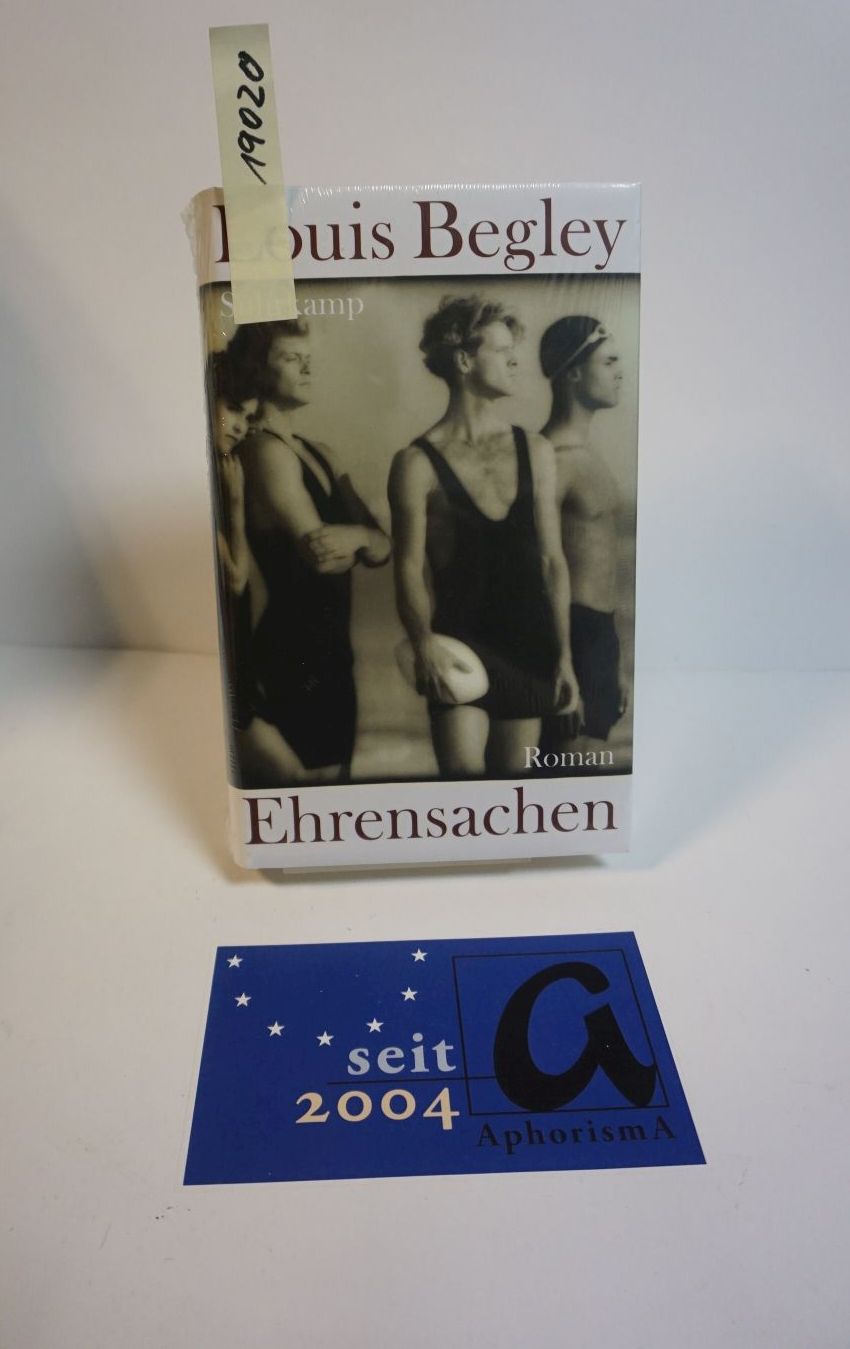 19020
Louis Begley
Suhrkamp
Roman
Ehrensachen
seit
2004
a
AphorismA